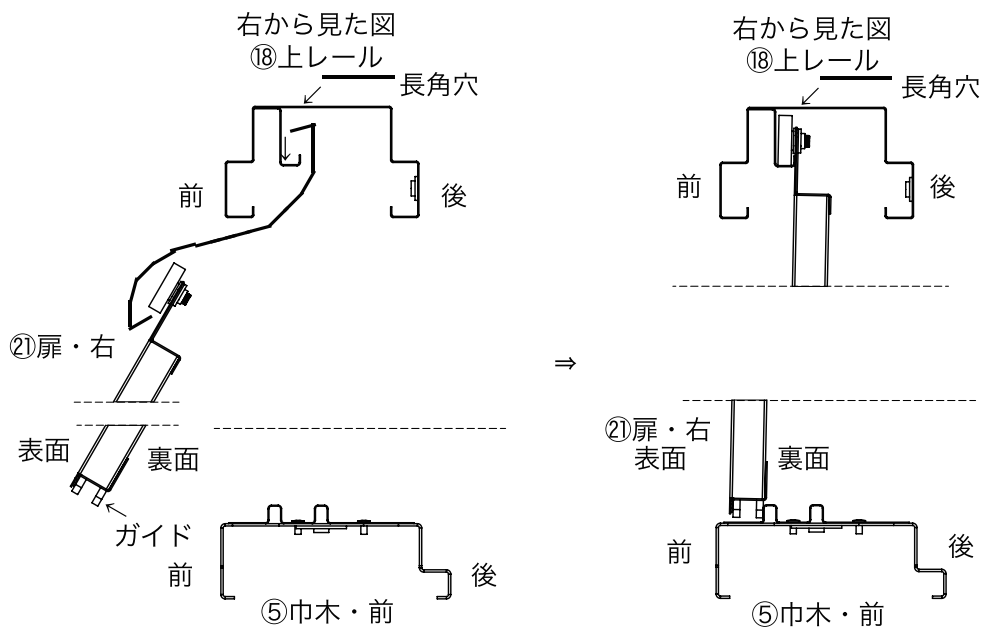 右から見た図
⑱上レール
長角穴
前
後
㉑扉・右
表面
裏面
ガイド
前
後
⑤巾木・前
⇒
右から見た図
⑱上レール
長角穴
前
後
㉑扉・右
表面
裏面
前
後
⑤巾木・前